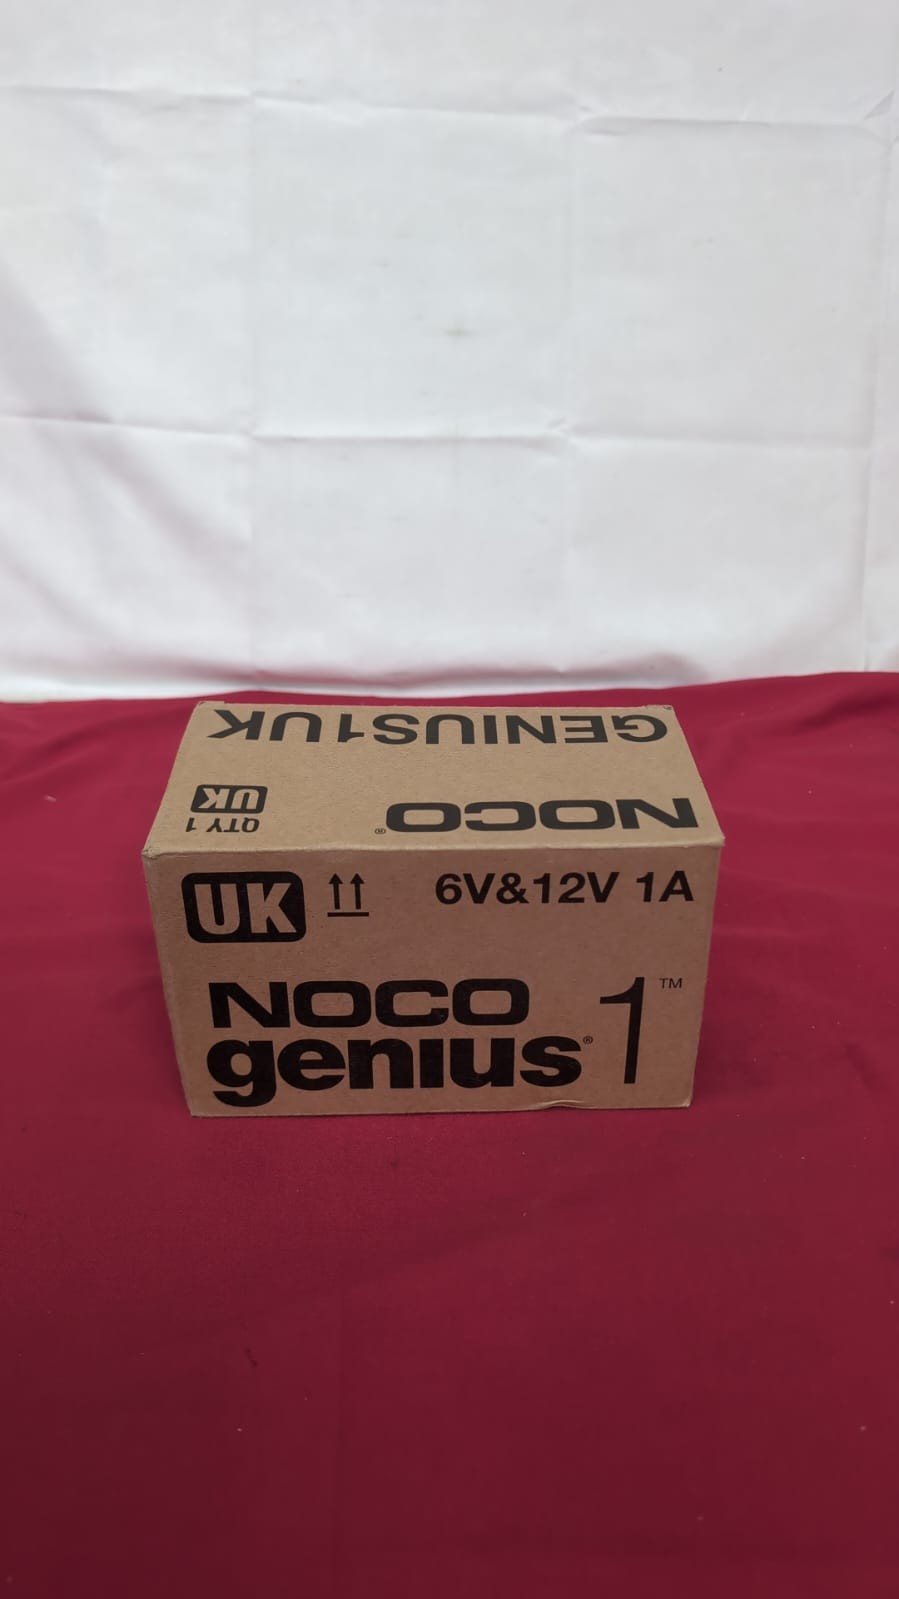 GENIUS1UK
NOCO®
QTY 1
UK
UK
6V&12V 1A
NOCO
genius® 1™